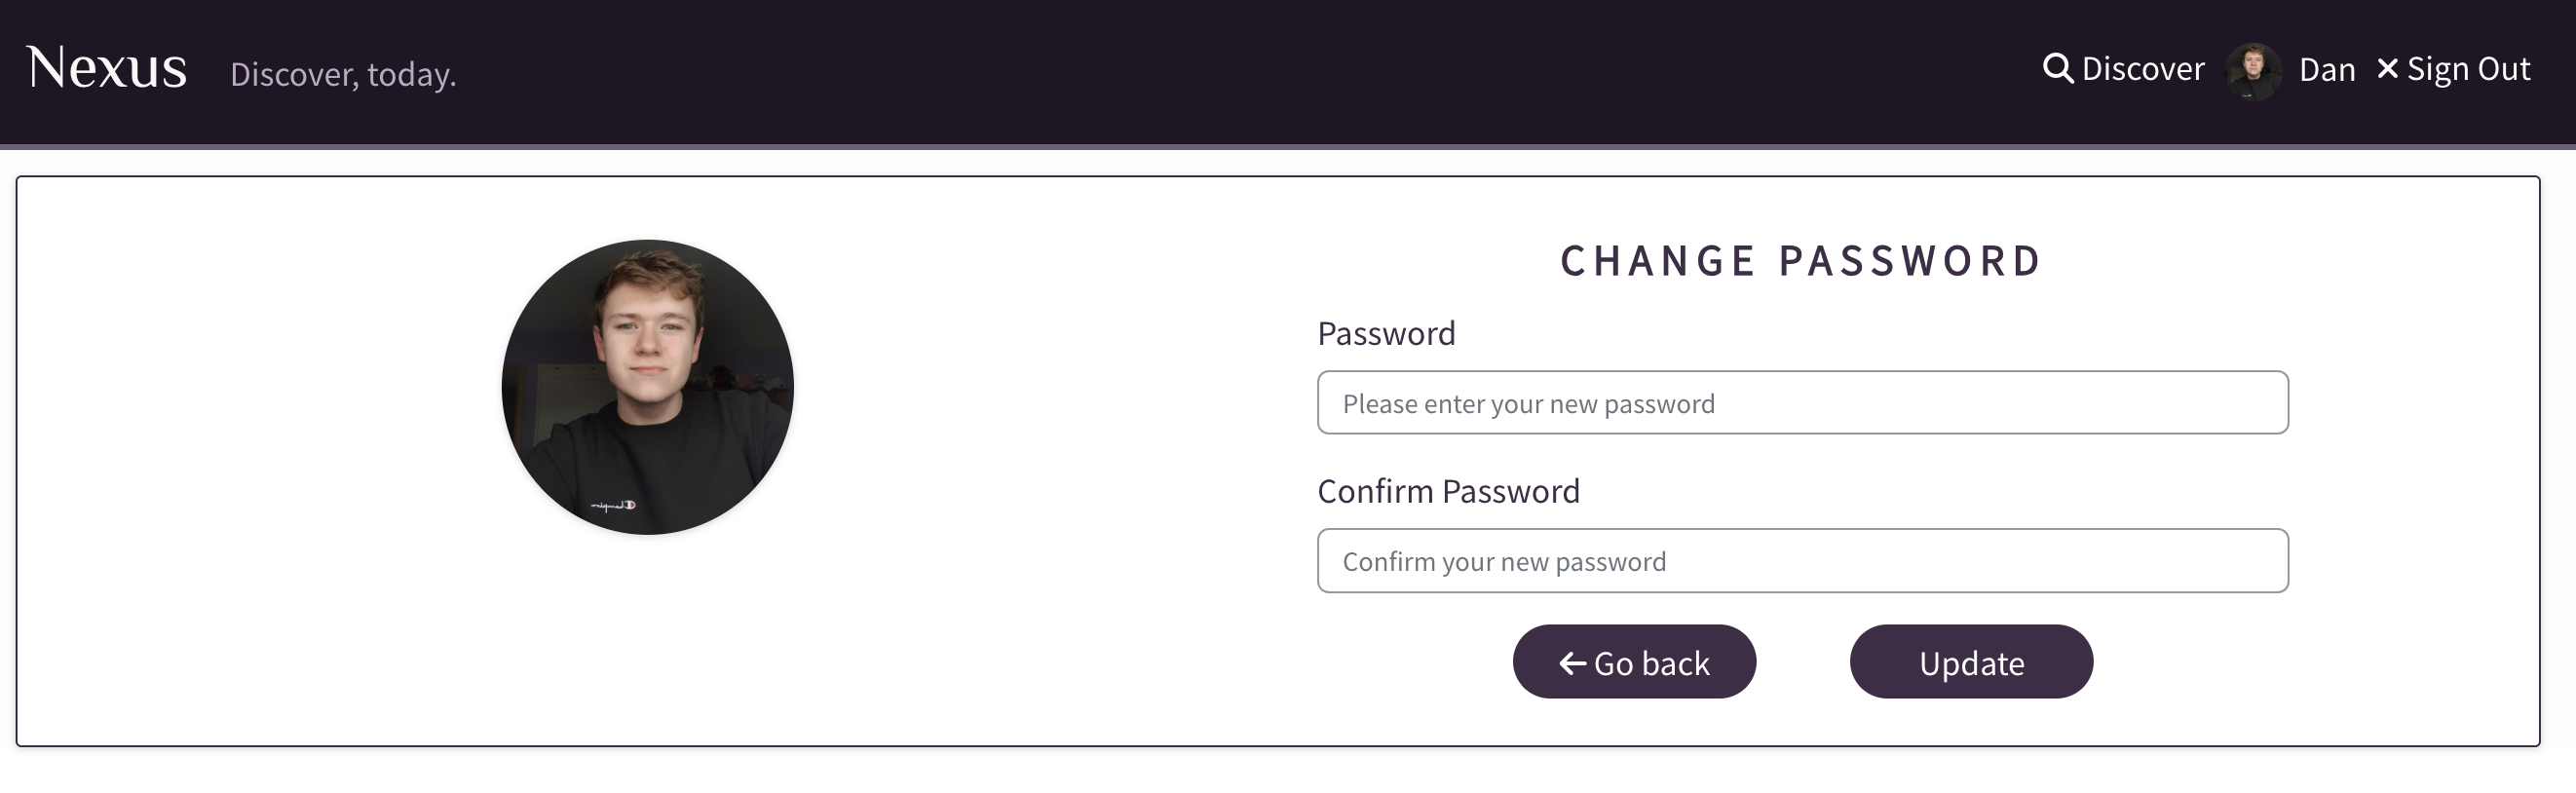 Nexus Discover, today. Discover Dan Sign Out
CHANGE PASSWORD
Password
Please enter your new password
Confirm Password
Confirm your new password
Go back Update
Champion